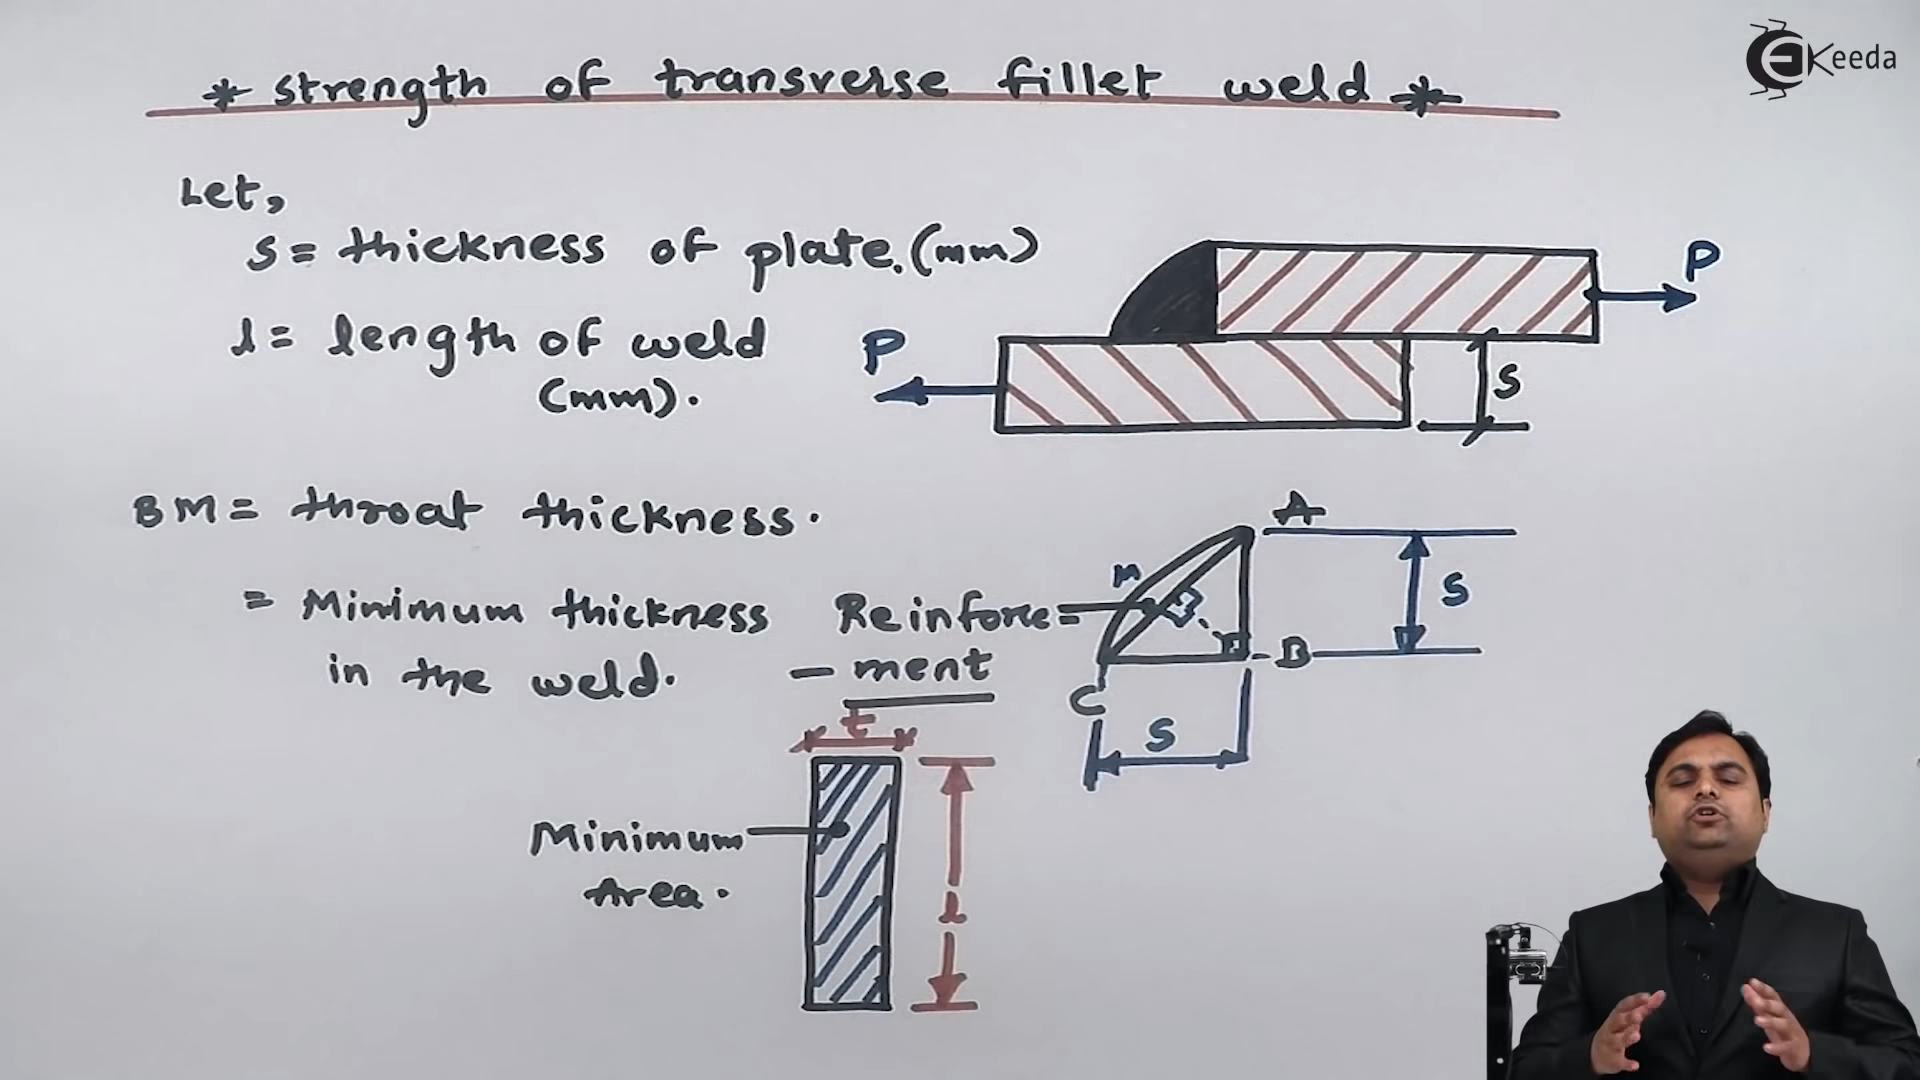 * strength of transverse fillet weld *
EKeeda
Let,
s = thickness of plate. (mm)
l = length of weld
(mm).
P
P
s
BM = throat thickness.
= Minimum thickness
in the weld.
A
M
Reinforce=
- ment
B
C
s
s
t
l
Minimum
Area.